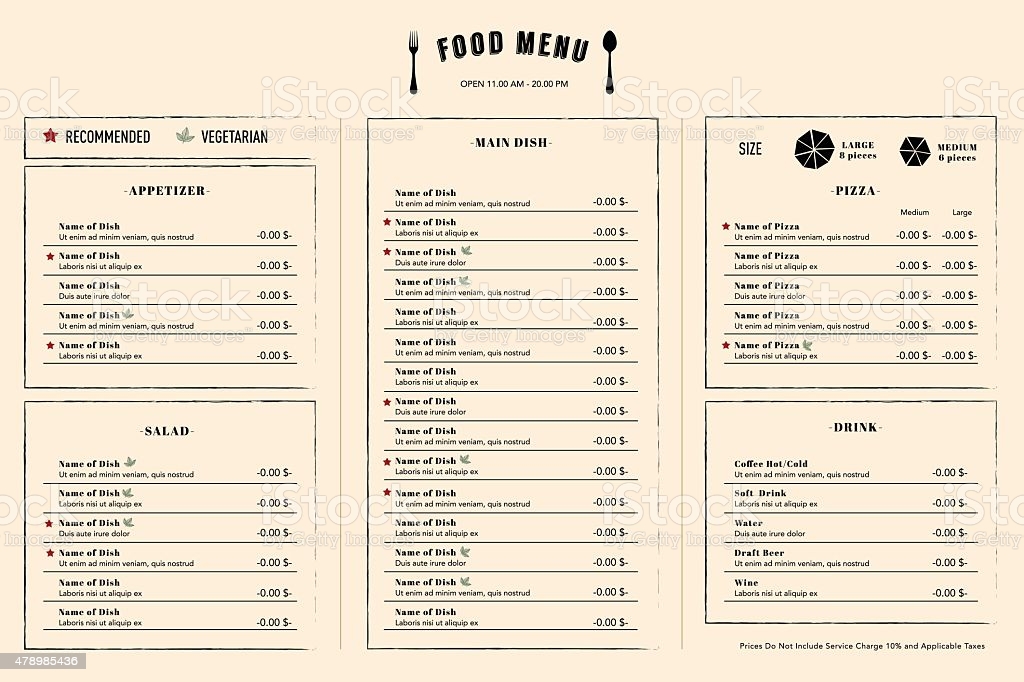 FOOD MENU
OPEN 11.00 AM - 20.00 PM
RECOMMENDED VEGETARIAN
-APPETIZER-
Name of Dish
Ut enim ad minim veniam, quis nostrud -0.00 $-
Name of Dish
Laboris nisi ut aliquip ex -0.00 $-
Name of Dish
Duis aute irure dolor -0.00 $-
Name of Dish
Ut enim ad minim veniam, quis nostrud -0.00 $-
Name of Dish
Laboris nisi ut aliquip ex -0.00 $-
-SALAD-
Name of Dish
Ut enim ad minim veniam, quis nostrud -0.00 $-
Name of Dish
Laboris nisi ut aliquip ex -0.00 $-
Name of Dish
Duis aute irure dolor -0.00 $-
Name of Dish
Ut enim ad minim veniam, quis nostrud -0.00 $-
Name of Dish
Laboris nisi ut aliquip ex -0.00 $-
Name of Dish
Laboris nisi ut aliquip ex -0.00 $-
-MAIN DISH-
Name of Dish
Ut enim ad minim veniam, quis nostrud -0.00 $-
Name of Dish
Laboris nisi ut aliquip ex -0.00 $-
Name of Dish
Duis aute irure dolor -0.00 $-
Name of Dish
Ut enim ad minim veniam, quis nostrud -0.00 $-
Name of Dish
Laboris nisi ut aliquip ex -0.00 $-
Name of Dish
Ut enim ad minim veniam, quis nostrud -0.00 $-
Name of Dish
Laboris nisi ut aliquip ex -0.00 $-
Name of Dish
Duis aute irure dolor -0.00 $-
Name of Dish
Ut enim ad minim veniam, quis nostrud -0.00 $-
Name of Dish
Laboris nisi ut aliquip ex -0.00 $-
Name of Dish
Ut enim ad minim veniam, quis nostrud -0.00 $-
Name of Dish
Laboris nisi ut aliquip ex -0.00 $-
Name of Dish
Duis aute irure dolor -0.00 $-
Name of Dish
Ut enim ad minim veniam, quis nostrud -0.00 $-
Name of Dish
Laboris nisi ut aliquip ex -0.00 $-
SIZE
LARGE
8 pieces
MEDIUM
6 pieces
-PIZZA-
Medium Large
Name of Pizza
Ut enim ad minim veniam, quis nostrud -0.00 $- -0.00 $-
Name of Pizza
Laboris nisi ut aliquip ex -0.00 $- -0.00 $-
Name of Pizza
Duis aute irure dolor -0.00 $- -0.00 $-
Name of Pizza
Ut enim ad minim veniam, quis nostrud -0.00 $- -0.00 $-
Name of Pizza
Laboris nisi ut aliquip ex -0.00 $- -0.00 $-
-DRINK-
Coffee Hot/Cold
Ut enim ad minim veniam, quis nostrud -0.00 $-
Soft Drink
Laboris nisi ut aliquip ex -0.00 $-
Water
Duis aute irure dolor -0.00 $-
Draft Beer
Ut enim ad minim veniam, quis nostrud -0.00 $-
Wine
Laboris nisi ut aliquip ex -0.00 $-
Prices Do Not Include Service Charge 10% and Applicable Taxes
iStock
by Getty Images™
478985436